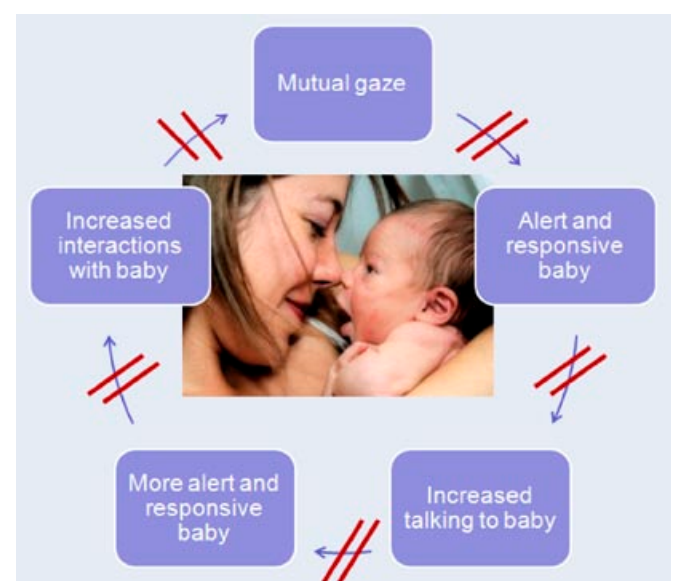 Mutual gaze
Alert and
responsive
baby
Increased
talking to baby
More alert and
responsive
baby
Increased
interactions
with baby